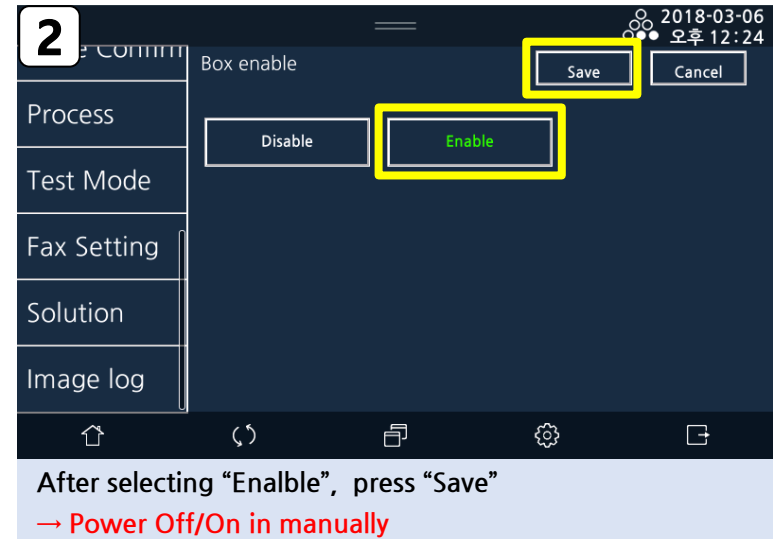 2
2018-03-06
오후 12:24
Confirm
Box enable
Save
Cancel
Process
Disable
Enable
Test Mode
Fax Setting
Solution
Image log
After selecting “Enalble”, press “Save”
→ Power Off/On in manually